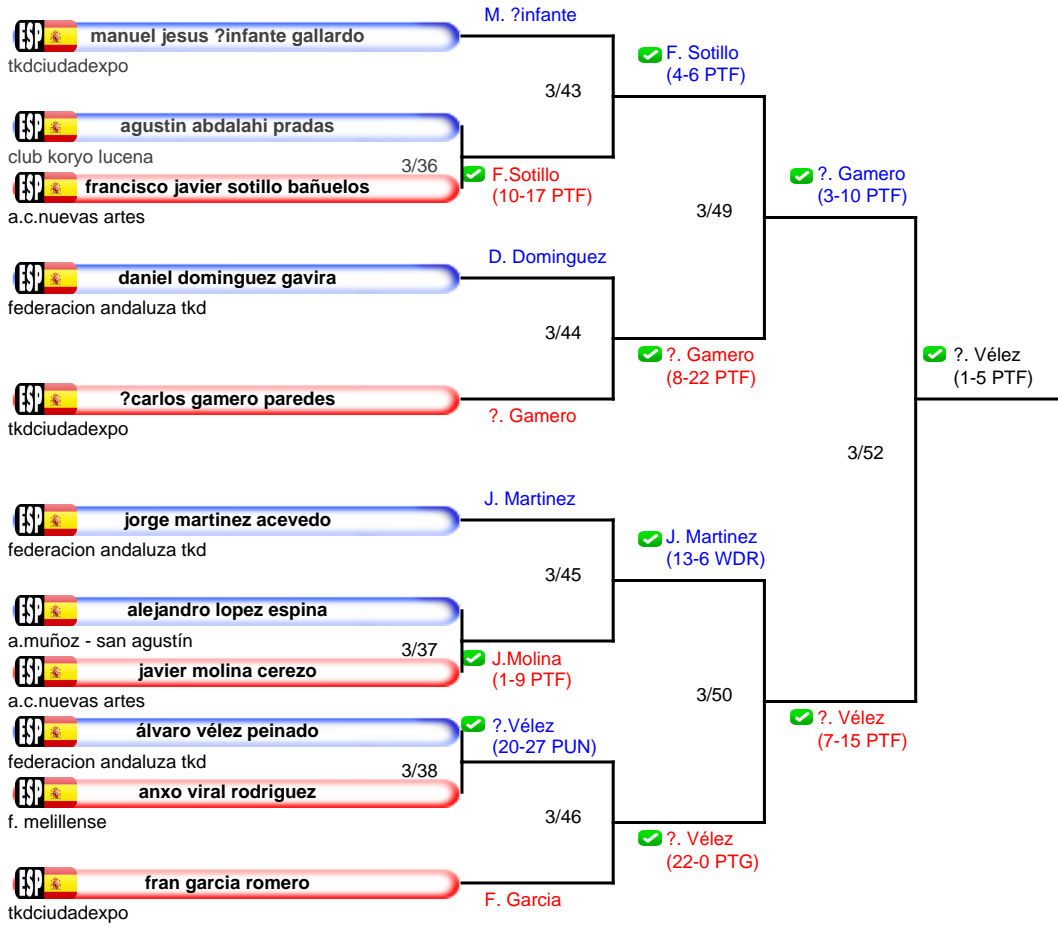 M. ?infante
ESP manuel jesus ?infante gallardo
tkdciudadexpo
F. Sotillo
(4-6 PTF)
3/43
ESP agustin abdalahi pradas
club koryo lucena
3/36
F.Sotillo
(10-17 PTF)
ESP francisco javier sotillo bañuelos
a.c.nuevas artes
?. Gamero
(3-10 PTF)
3/49
D. Dominguez
ESP daniel dominguez gavira
federacion andaluza tkd
3/44
?. Gamero
(8-22 PTF)
?. Vélez
(1-5 PTF)
ESP ?carlos gamero paredes
tkdciudadexpo
?. Gamero
3/52
J. Martinez
ESP jorge martinez acevedo
federacion andaluza tkd
J. Martinez
(13-6 WDR)
3/45
ESP alejandro lopez espina
a.muñoz - san agustín
3/37
J.Molina
(1-9 PTF)
ESP javier molina cerezo
a.c.nuevas artes
3/50
?. Vélez
(7-15 PTF)
?.Vélez
(20-27 PUN)
ESP álvaro vélez peinado
federacion andaluza tkd
3/38
ESP anxo viral rodriguez
f. melillense
3/46
?. Vélez
(22-0 PTG)
ESP fran garcia romero
tkdciudadexpo
F. Garcia